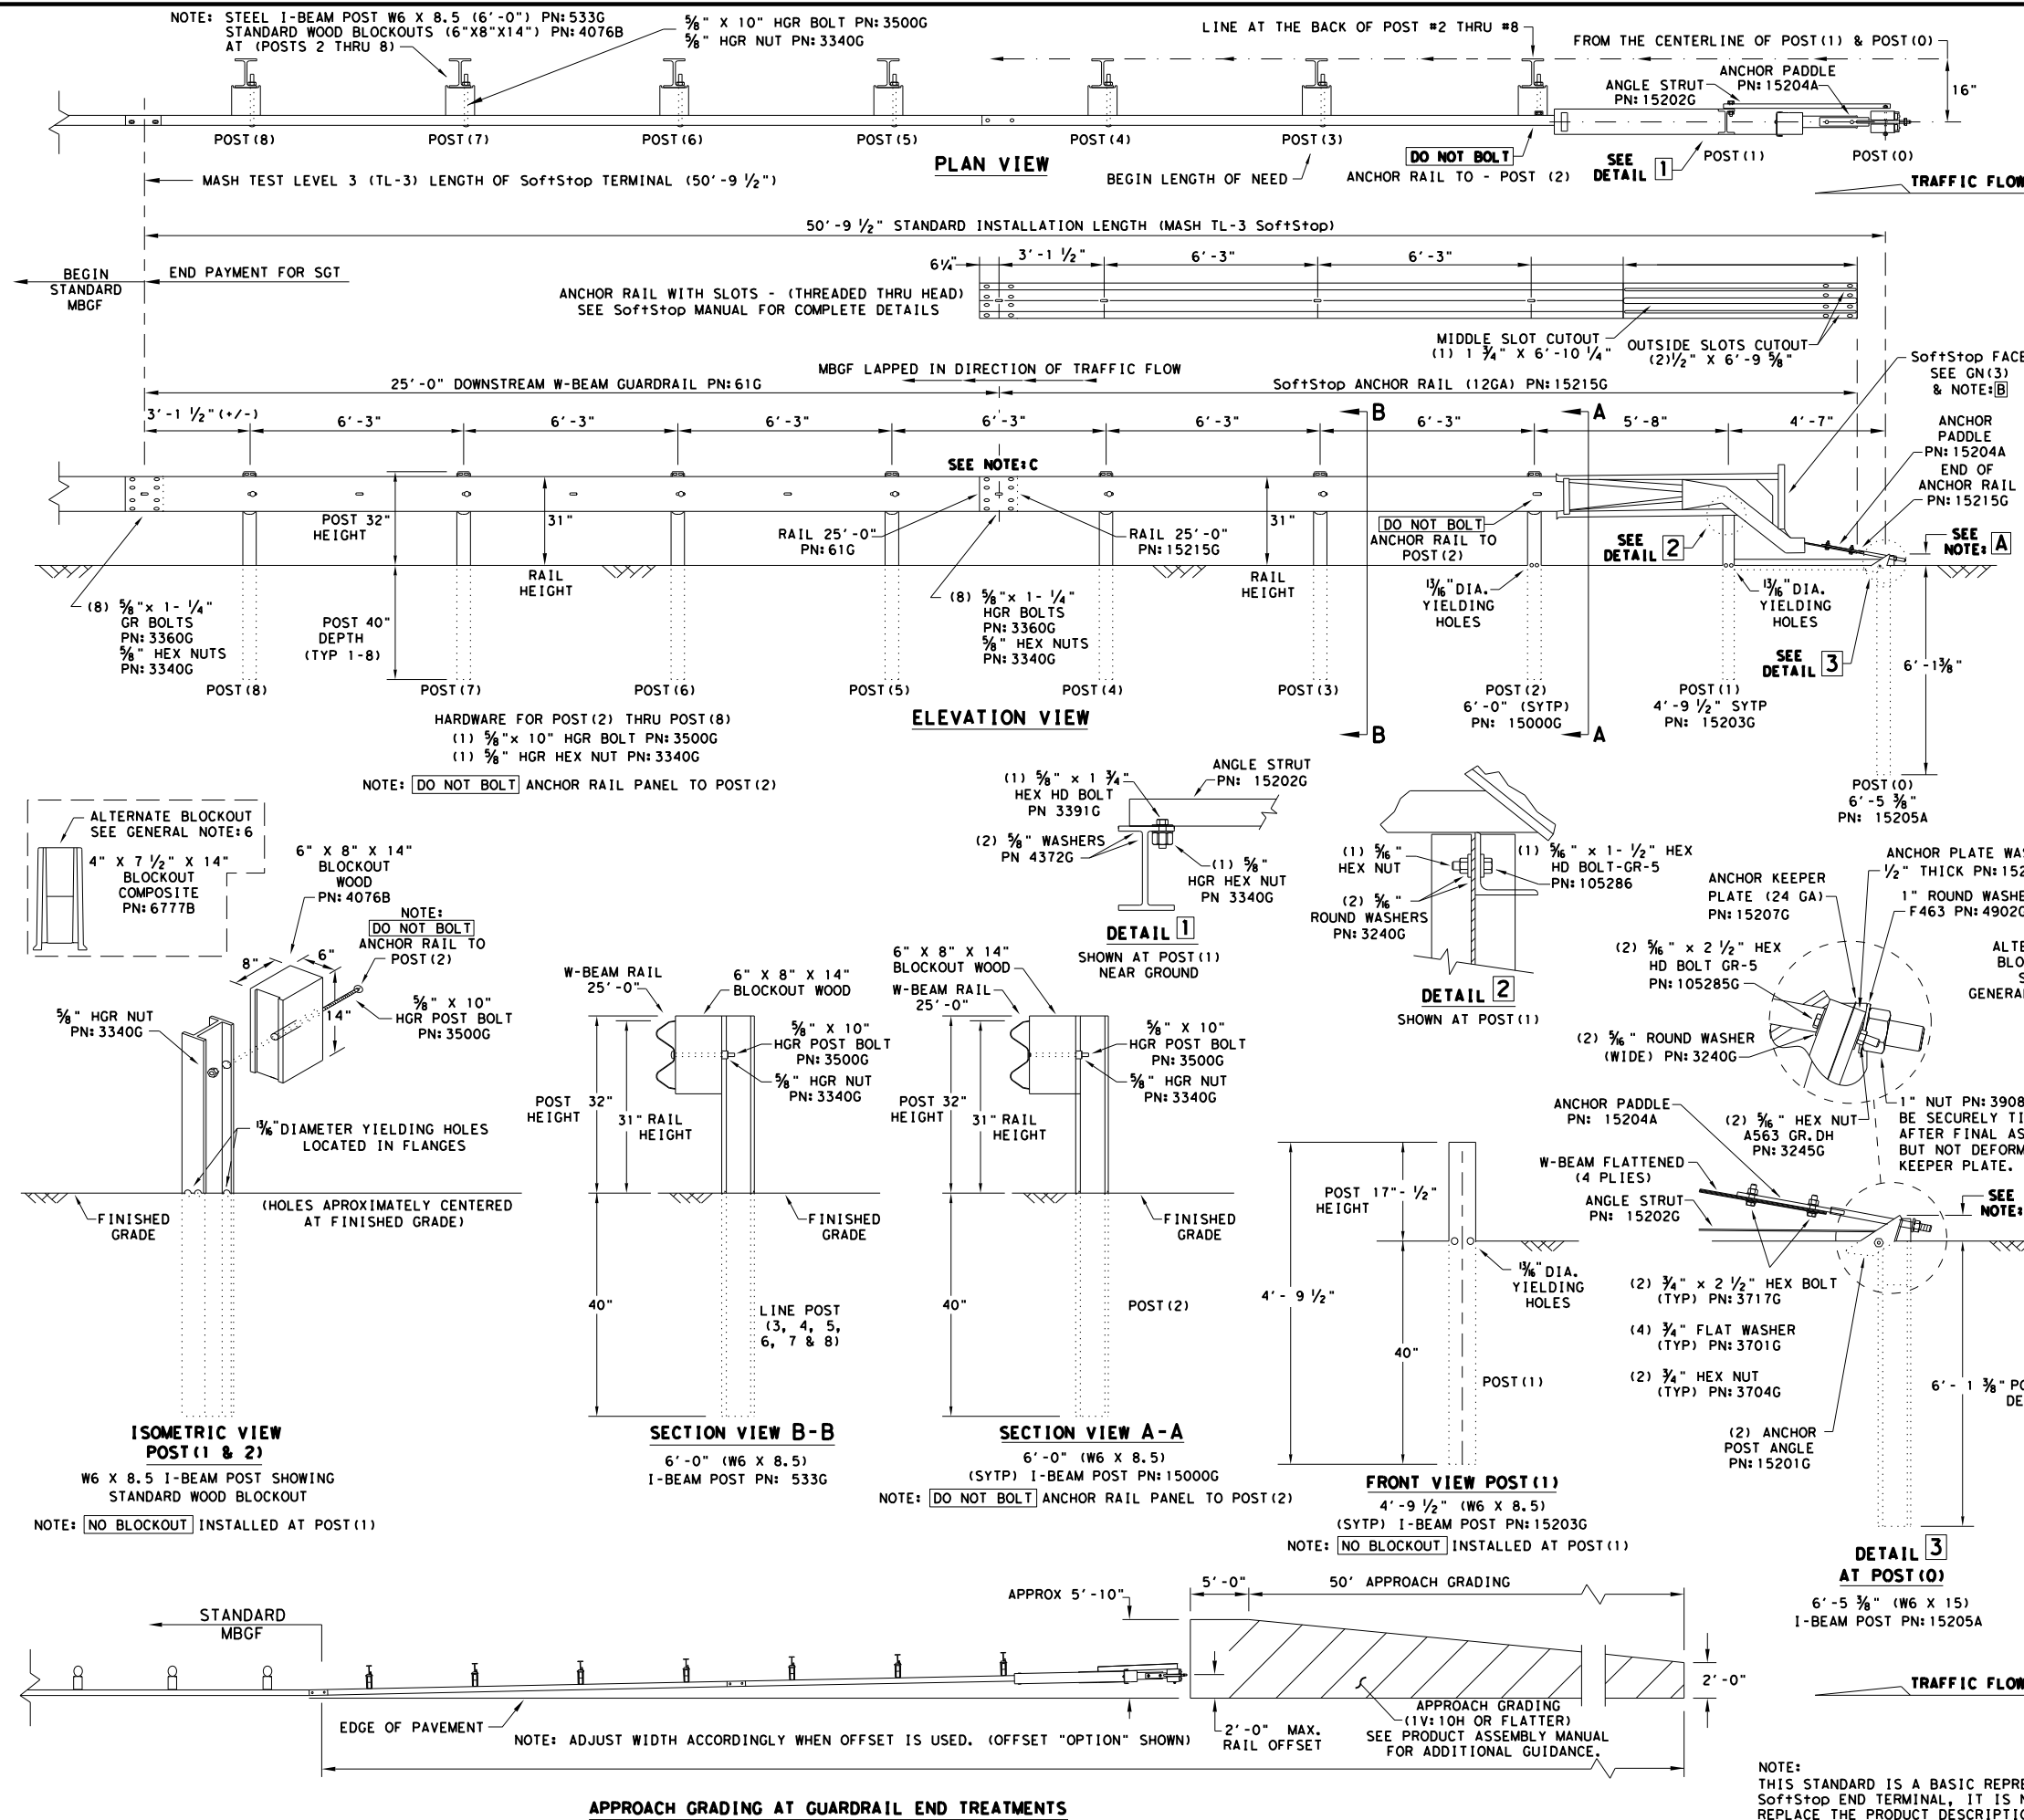 NOTE: STEEL I-BEAM POST W6 X 8.5 (6'-0") PN:533G
STANDARD WOOD BLOCKOUTS (6"X8"X14") PN:4076B
AT (POSTS 2 THRU 8)
5/8" X 10" HGR BOLT PN:3500G
5/8" HGR NUT PN:3340G
LINE AT THE BACK OF POST #2 THRU #8
FROM THE CENTERLINE OF POST(1) & POST(0)
ANGLE STRUT
PN:15202G
ANCHOR PADDLE
PN:15204A
16"
POST(8)
POST(7)
POST(6)
POST(5)
POST(4)
POST(3)
POST(1)
POST(0)
PLAN VIEW
DO NOT BOLT
ANCHOR RAIL TO - POST (2)
SEE
DETAIL 1
BEGIN LENGTH OF NEED
MASH TEST LEVEL 3 (TL-3) LENGTH OF SoftStop TERMINAL (50'-9 1/2")
TRAFFIC FLOW
50'-9 1/2" STANDARD INSTALLATION LENGTH (MASH TL-3 SoftStop)
BEGIN
STANDARD
MBGF
END PAYMENT FOR SGT
6 1/4"
3'-1 1/2"
6'-3"
6'-3"
ANCHOR RAIL WITH SLOTS - (THREADED THRU HEAD)
SEE SoftStop MANUAL FOR COMPLETE DETAILS
MIDDLE SLOT CUTOUT
(1) 1 3/4" X 6'-10 1/4"
OUTSIDE SLOTS CUTOUT
(2)1/2" X 6'-9 5/8"
SoftStop FACE
SEE GN(3)
& NOTE:B
MBGF LAPPED IN DIRECTION OF TRAFFIC FLOW
25'-0" DOWNSTREAM W-BEAM GUARDRAIL PN:61G
SoftStop ANCHOR RAIL (12GA) PN:15215G
3'-1 1/2"(+/-)
6'-3"
6'-3"
6'-3"
6'-3"
6'-3"
6'-3"
5'-8"
4'-7"
B
A
ANCHOR
PADDLE
PN:15204A
END OF
ANCHOR RAIL
PN:15215G
SEE NOTE:C
POST 32"
HEIGHT
31"
RAIL
HEIGHT
RAIL 25'-0"
PN:61G
RAIL 25'-0"
PN:15215G
31"
RAIL
HEIGHT
DO NOT BOLT
ANCHOR RAIL TO
POST(2)
SEE
DETAIL 2
SEE
NOTE: A
(8) 5/8"x 1- 1/4"
GR BOLTS
PN:3360G
5/8" HEX NUTS
PN:3340G
POST 40"
DEPTH
(TYP 1-8)
(8) 5/8"x 1- 1/4"
HGR BOLTS
PN:3360G
5/8" HEX NUTS
PN:3340G
13/16" DIA.
YIELDING
HOLES
13/16" DIA.
YIELDING
HOLES
SEE
DETAIL 3
6'-1 3/8"
POST(8)
POST(7)
POST(6)
POST(5)
POST(4)
POST(3)
POST(2)
6'-0" (SYTP)
PN: 15000G
POST(1)
4'-9 1/2" SYTP
PN: 15203G
POST(0)
6'-5 3/8"
PN: 15205A
HARDWARE FOR POST(2) THRU POST(8)
(1) 5/8"x 10" HGR BOLT PN:3500G
(1) 5/8" HGR HEX NUT PN:3340G
ELEVATION VIEW
B
A
NOTE: DO NOT BOLT ANCHOR RAIL PANEL TO POST(2)
ALTERNATE BLOCKOUT
SEE GENERAL NOTE:6
4" X 7 1/2" X 14"
BLOCKOUT
COMPOSITE
PN:6777B
6" X 8" X 14"
BLOCKOUT
WOOD
PN:4076B
NOTE:
DO NOT BOLT
ANCHOR RAIL TO
POST(2)
8"
6"
14"
5/8" X 10"
HGR POST BOLT
PN:3500G
5/8" HGR NUT
PN:3340G
13/16"DIAMETER YIELDING HOLES
LOCATED IN FLANGES
(HOLES APROXIMATELY CENTERED
AT FINISHED GRADE)
FINISHED
GRADE
ISOMETRIC VIEW
POST(1 & 2)
W6 X 8.5 I-BEAM POST SHOWING
STANDARD WOOD BLOCKOUT
NOTE: NO BLOCKOUT INSTALLED AT POST(1)
(1) 5/8" x 1 3/4"
HEX HD BOLT
PN 3391G
ANGLE STRUT
PN: 15202G
(2) 5/8" WASHERS
PN 4372G
(1) 5/8"
HGR HEX NUT
PN 3340G
DETAIL 1
SHOWN AT POST(1)
NEAR GROUND
(1) 5/16"
HEX NUT
(1) 5/16" x 1- 1/2" HEX
HD BOLT-GR-5
PN:105286
(2) 5/16"
ROUND WASHERS
PN:3240G
DETAIL 2
SHOWN AT POST(1)
W-BEAM RAIL
25'-0"
6" X 8" X 14"
BLOCKOUT WOOD
5/8" X 10"
HGR POST BOLT
PN:3500G
5/8" HGR NUT
PN:3340G
POST 32"
HEIGHT
31" RAIL
HEIGHT
FINISHED
GRADE
40"
LINE POST
(3, 4, 5,
6, 7 & 8)
SECTION VIEW B-B
6'-0" (W6 X 8.5)
I-BEAM POST PN: 533G
6" X 8" X 14"
BLOCKOUT WOOD
W-BEAM RAIL
25'-0"
5/8" X 10"
HGR POST BOLT
PN:3500G
5/8" HGR NUT
PN:3340G
POST 32"
HEIGHT
31" RAIL
HEIGHT
FINISHED
GRADE
40"
POST(2)
SECTION VIEW A-A
6'-0" (W6 X 8.5)
(SYTP) I-BEAM POST PN:15000G
NOTE: DO NOT BOLT ANCHOR RAIL PANEL TO POST(2)
POST 17"- 1/2"
HEIGHT
4'- 9 1/2"
40"
13/16" DIA.
YIELDING
HOLES
POST(1)
FRONT VIEW POST(1)
4'-9 1/2" (W6 X 8.5)
(SYTP) I-BEAM POST PN:15203G
NOTE: NO BLOCKOUT INSTALLED AT POST(1)
ANCHOR PLATE
1/2" THICK
ANCHOR KEEPER
PLATE (24 GA)
PN:15207G
1" ROUND
F463 PN:4902G
(2) 5/16" x 2 1/2" HEX
HD BOLT GR-5
PN:105285G
(2) 5/16" ROUND WASHER
(WIDE) PN:3240G
GENERAL
1" NUT PN:3908
BE SECURELY
AFTER FINAL
BUT NOT DEFORM
KEEPER PLATE.
ANCHOR PADDLE
PN: 15204A
(2) 5/16" HEX NUT
A563 GR.DH
PN:3245G
W-BEAM FLATTENED
(4 PLIES)
ANGLE STRUT
PN: 15202G
SEE
NOTE:
(2) 3/4" x 2 1/2" HEX BOLT
(TYP) PN:3717G
(4) 3/4" FLAT WASHER
(TYP) PN:3701G
(2) 3/4" HEX NUT
(TYP) PN:3704G
6'- 1 3/8"
(2) ANCHOR
POST ANGLE
PN:15201G
DETAIL 3
AT POST(0)
6'-5 3/8" (W6 X 15)
I-BEAM POST PN:15205A
STANDARD
MBGF
APPROX 5'-10"
5'-0"
50' APPROACH GRADING
2'-0"
TRAFFIC FLOW
EDGE OF PAVEMENT
NOTE: ADJUST WIDTH ACCORDINGLY WHEN OFFSET IS USED. (OFFSET "OPTION" SHOWN)
2'-0" MAX.
RAIL OFFSET
APPROACH GRADING
(1V:10H OR FLATTER)
SEE PRODUCT ASSEMBLY MANUAL
FOR ADDITIONAL GUIDANCE.
APPROACH GRADING AT GUARDRAIL END TREATMENTS
NOTE:
THIS STANDARD IS A BASIC
SoftStop END TERMINAL, IT IS
REPLACE THE PRODUCT